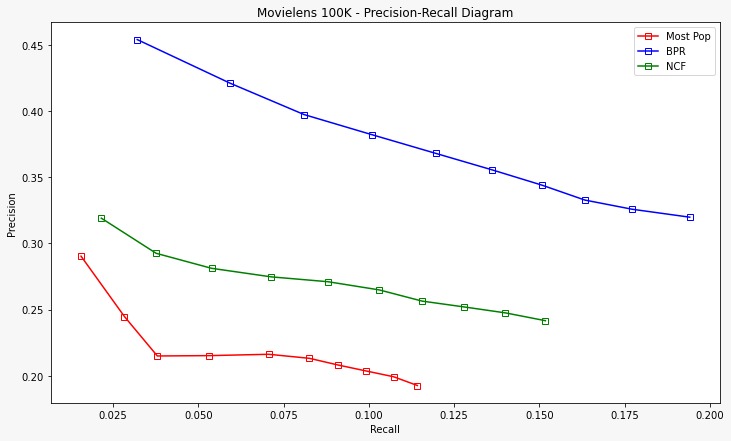 Movielens 100K - Precision-Recall Diagram
Most Pop
BPR
NCF
0.45
0.40
0.35
0.30
0.25
0.20
Precision
0.025
0.050
0.075
0.100
0.125
0.150
0.175
0.200
Recall